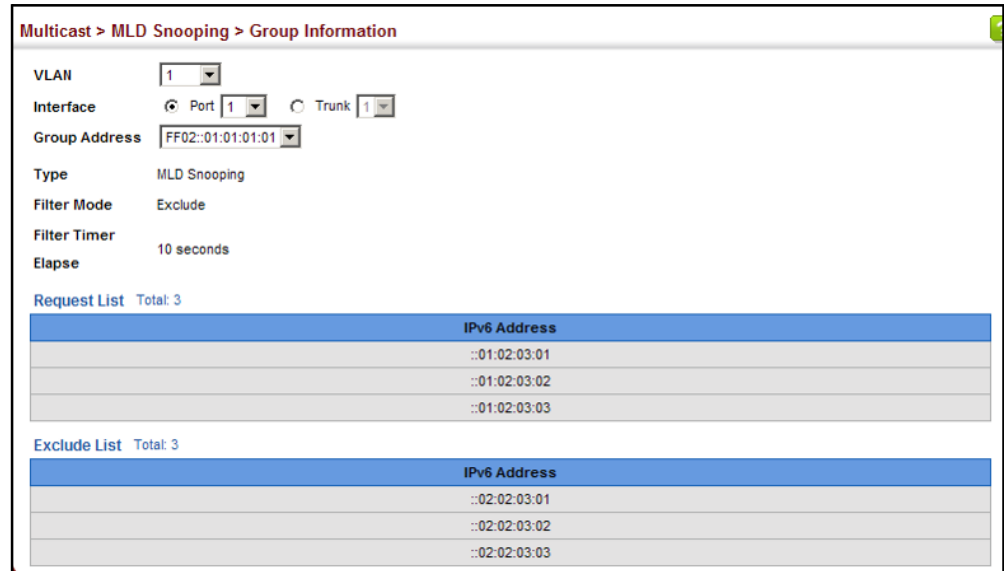 Multicast > MLD Snooping > Group Information
?
VLAN 1
Interface Port 1 Trunk 1
Group Address FF02::01:01:01:01
Type MLD Snooping
Filter Mode Exclude
Filter Timer
Elapse
10 seconds
Request List Total: 3
IPv6 Address
::01:02:03:01
::01:02:03:02
::01:02:03:03
Exclude List Total: 3
IPv6 Address
::02:02:03:01
::02:02:03:02
::02:02:03:03